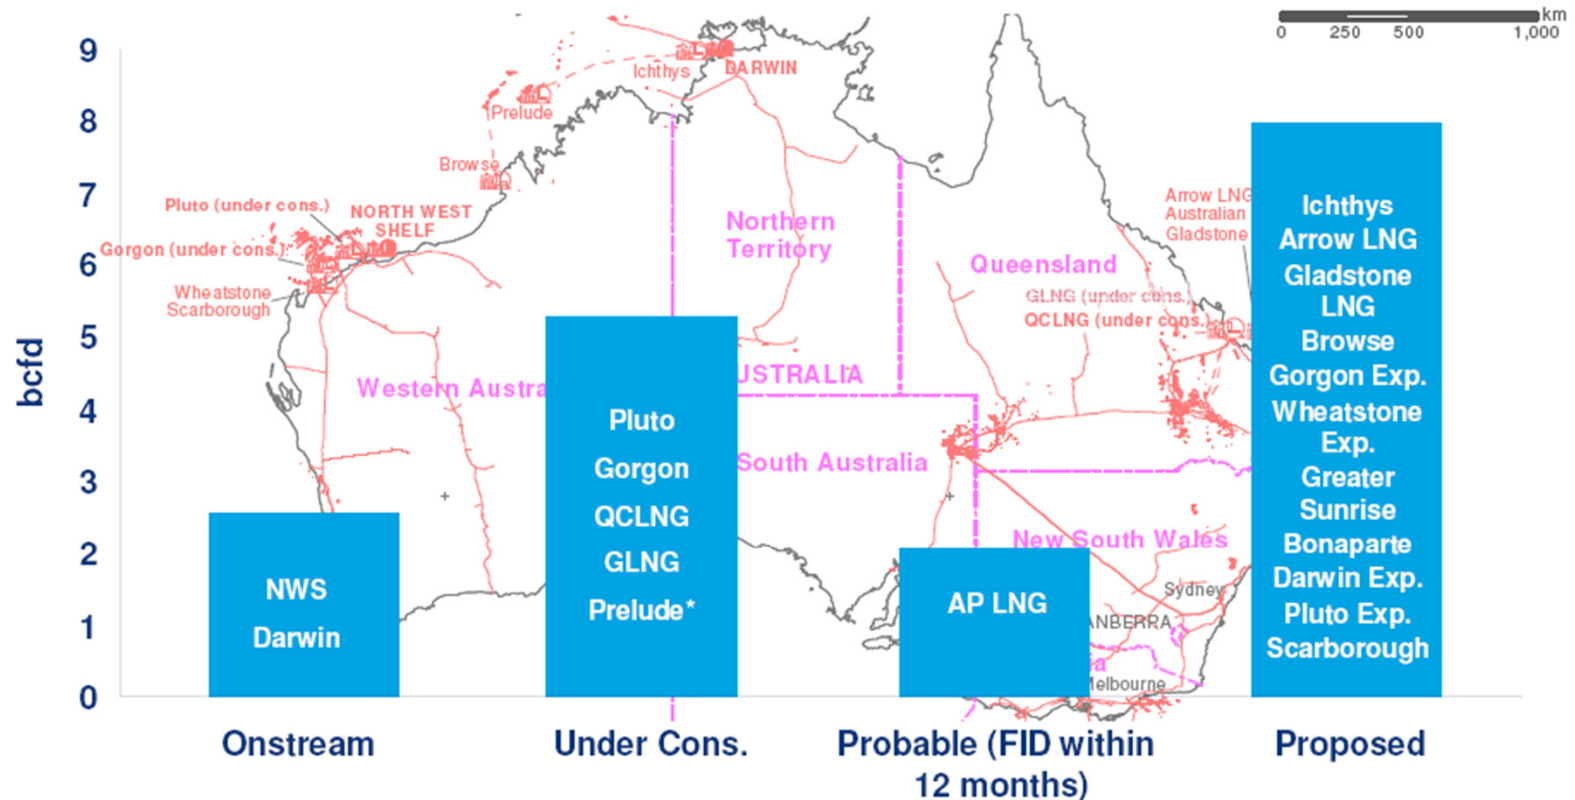 km
0 250 500 1,000
bcfd
9
8
7
6
5
4
3
2
1
0
Ichthys
DARWIN
Prelude
Browse
Pluto (under cons.)
NORTH WEST
SHELF
Gorgon (under cons.)
Wheatstone
Scarborough
Northern
Territory
Queensland
Arrow LNG
Australian
Gladstone
GLNG (under cons.)
QCLNG (under cons.)
Western Austra
USTRALIA
South Australia
New South Wales
Sydney
ANBERRA
ia
Melbourne
NWS
Darwin
Pluto
Gorgon
QCLNG
GLNG
Prelude*
AP LNG
Ichthys
Arrow LNG
Gladstone
LNG
Browse
Gorgon Exp.
Wheatstone
Exp.
Greater
Sunrise
Bonaparte
Darwin Exp.
Pluto Exp.
Scarborough
Onstream
Under Cons.
Probable (FID within
12 months)
Proposed